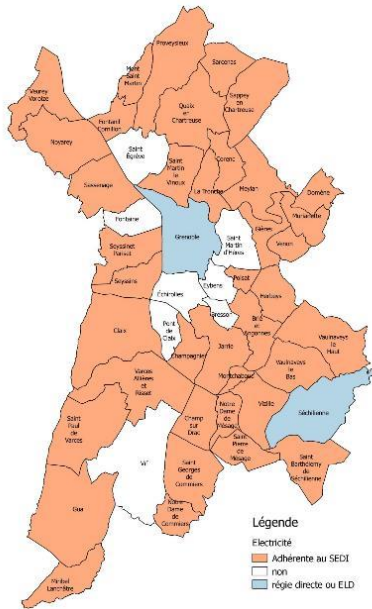 Proveysieux
Mont
Saint
Martin
Sarcenas
Sappey
en
Chartreuse
Veurey
Voroize
Quaix
en
Chartreuse
Fontanil
Cornillon
Noyarey
Saint
Egrève
Saint
Martin
le
Vinoux
Corenc
Sassenage
La Tronche
Meylan
Domène
Fontaine
Murianette
Grenoble
Saint
Martin
d'Hères
Gières
Venon
Seyssinet
Pariset
Poisat
Seyssins
Eybens
Échirolles
Herbeys
Bresson
Claix
Pont
de
Claix
Brié
et
Angonnes
Vaulnaveys
le
Haut
Champagnier
Jarrie
Vaulnaveys
le
Bas
Varces
Allières
et
Risset
Montchaboud
Notre
Dame
de
Mésage
Vizille
Séchilienne
Saint
Paul
de
Varces
Champ
sur
Drac
Saint
Pierre
de
Mésage
Saint
Barthélemy
de
Séchilienne
Vif
Saint
Georges
de
Commiers
Gua
Notre
Dame
de
Commiers
Miribel
Lanchâtre
Légende
Electricité
Adhérente au SEDI
non
régie directe ou ELD